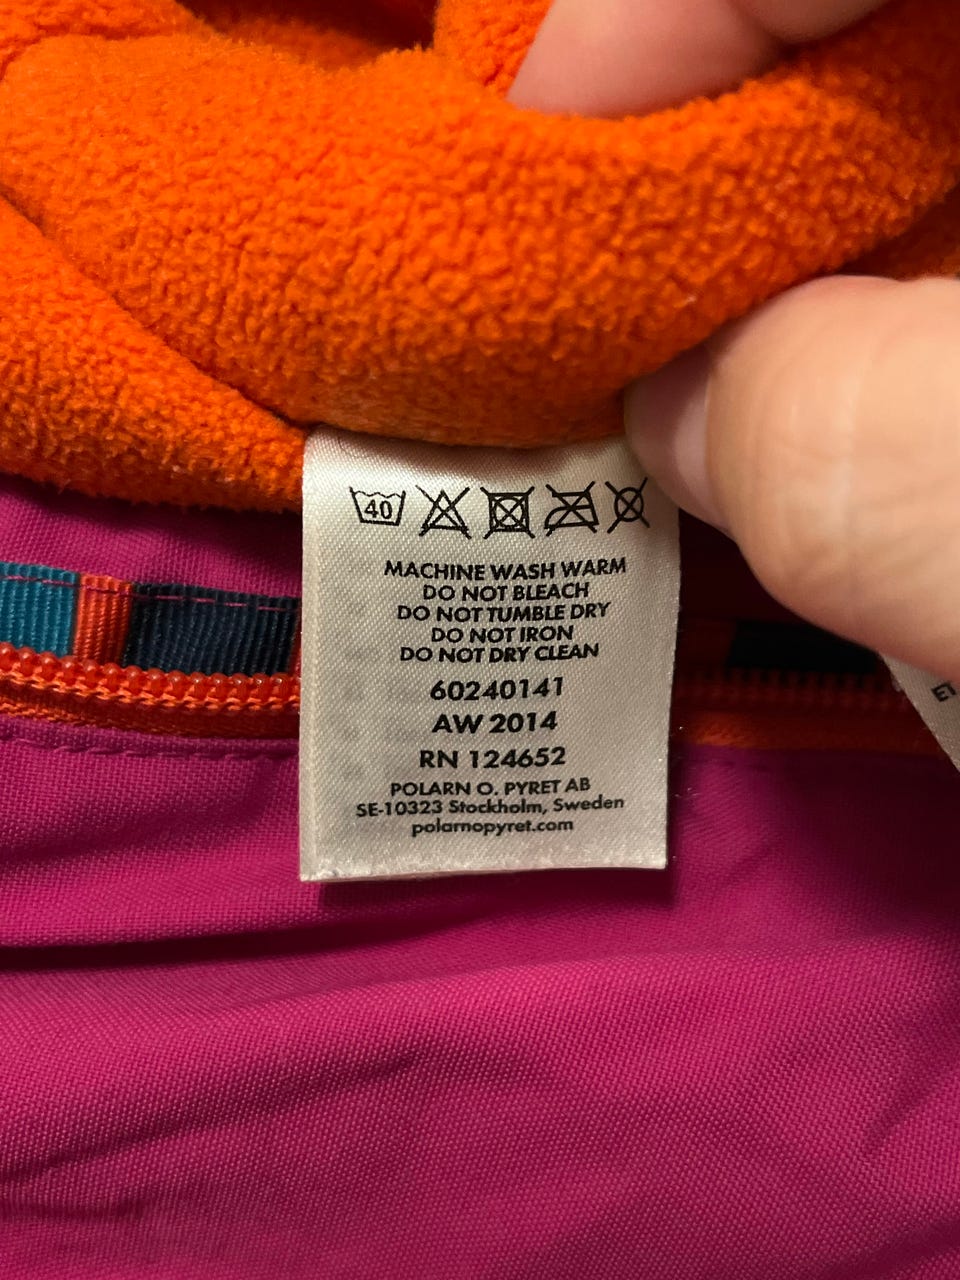 40
MACHINE WASH WARM
DO NOT BLEACH
DO NOT TUMBLE DRY
DO NOT IRON
DO NOT DRY CLEAN
60240141
AW 2014
RN 124652
POLARN O. PYRET AB
SE-10323 Stockholm, Sweden
polarnopyret.com